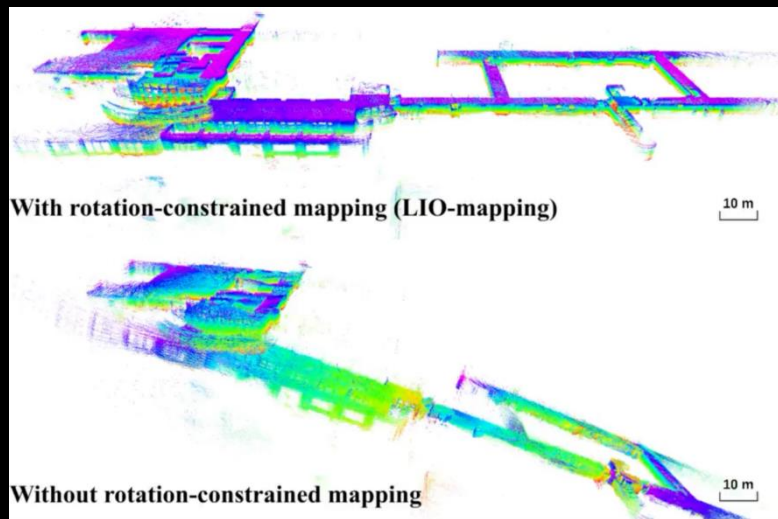 With rotation-constrained mapping (LIO-mapping)
10 m
Without rotation-constrained mapping
10 m